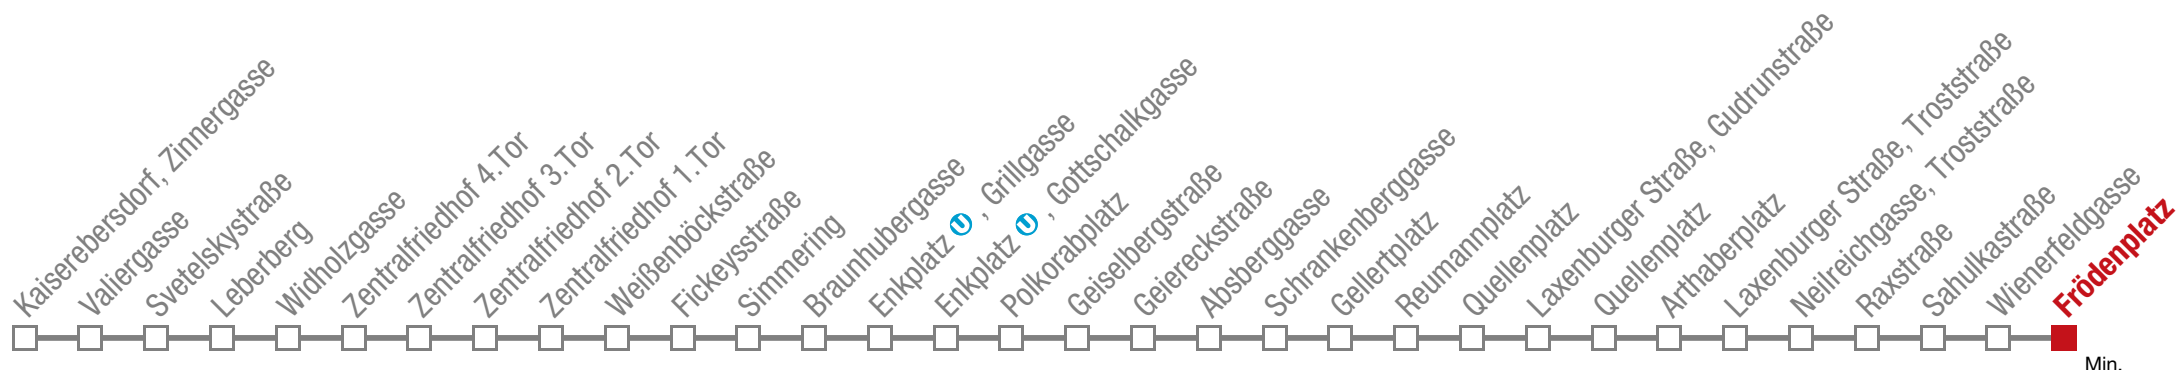 Kaiserebersdorf, Zinnergasse
Valiergasse
Svetelskystraße
Leberberg
Widholzgasse
Zentralfriedhof 4.Tor
Zentralfriedhof 3.Tor
Zentralfriedhof 2.Tor
Zentralfriedhof 1.Tor
Weißenböckstraße
Fickeysstraße
Simmering
Braunhubergasse
Enkplatz U , Grillgasse
Enkplatz U , Gottschalkgasse
Polkorabplatz
Geiselbergstraße
Geiereckstraße
Absberggasse
Schrankenberggasse
Gellertplatz
Reumannplatz
Quellenplatz
Laxenburger Straße, Gudrunstraße
Quellenplatz
Arthaberplatz
Laxenburger Straße, Troststraße
Neilreichgasse, Troststraße
Raxstraße
Sahulkastraße
Wienerfeldgasse
Frödenplatz
Min.